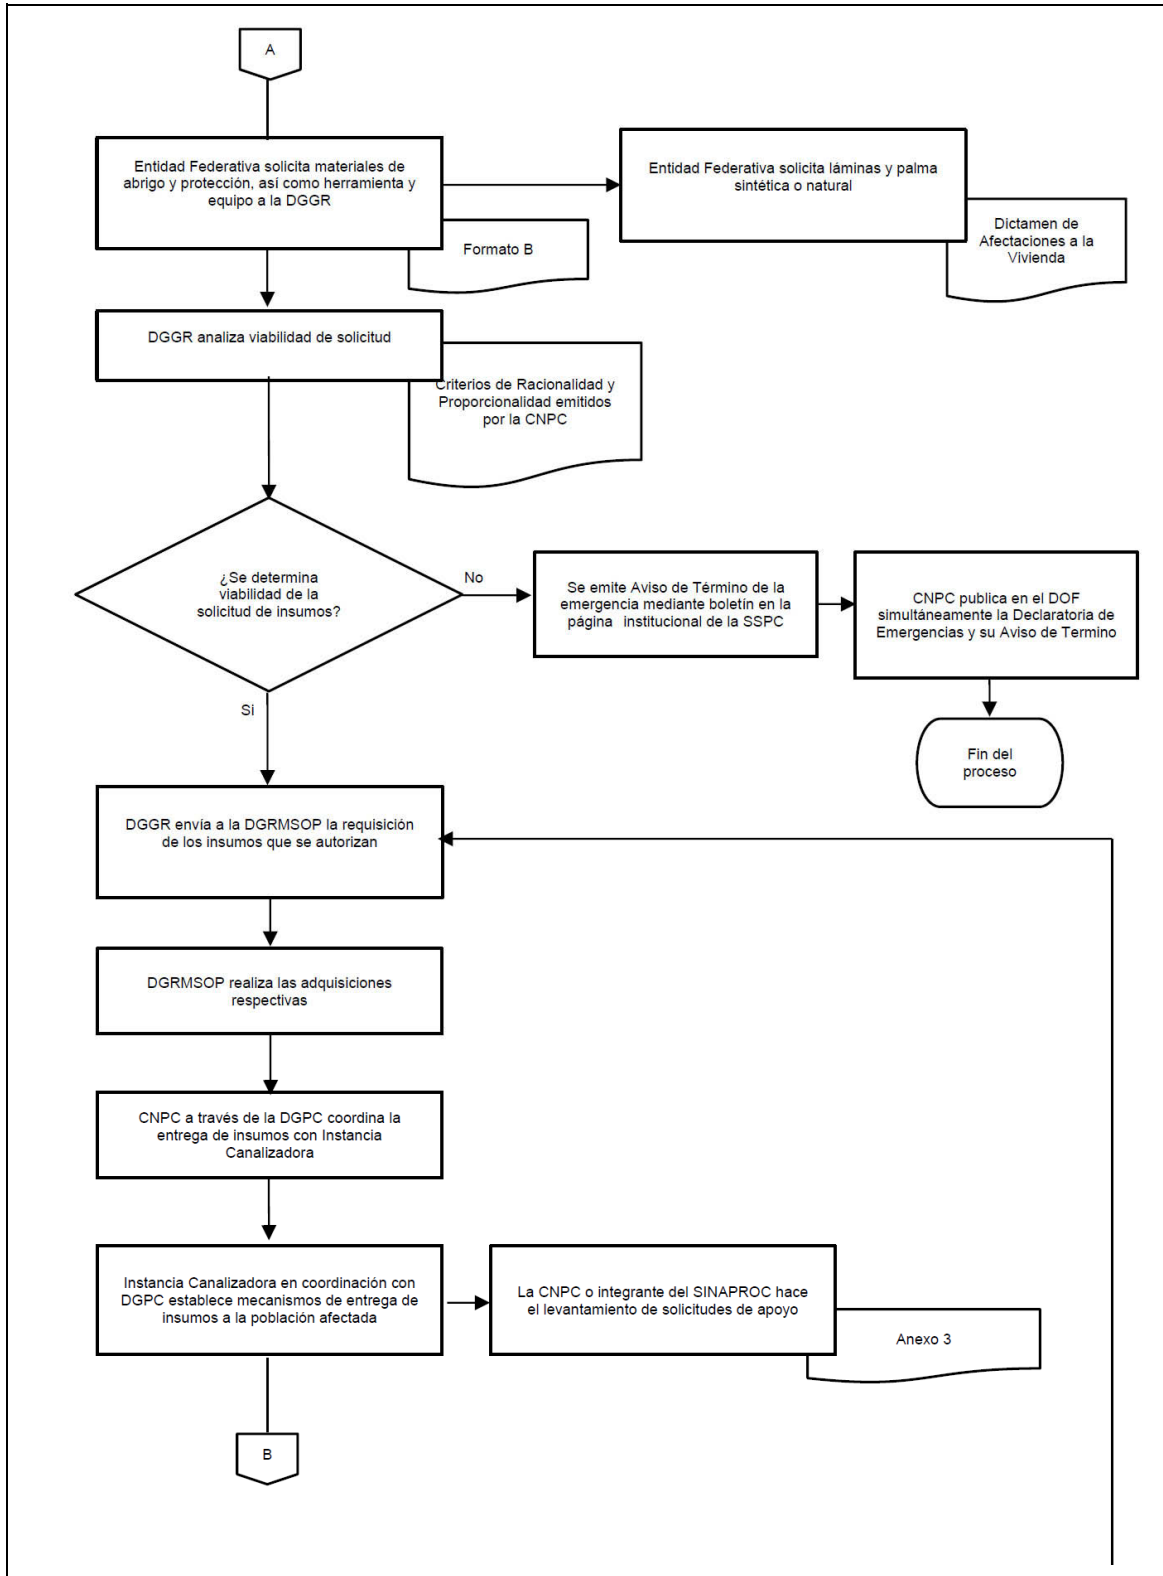 A
Entidad Federativa solicita materiales de
abrigo y protección, así como herramienta y
equipo a la DGGR
Entidad Federativa solicita láminas y palma
sintética o natural
Formato B
Dictamen de
Afectaciones a la
Vivienda
DGGR analiza viabilidad de solicitud
Criterios de Racionalidad y
Proporcionalidad emitidos
por la CNPC
¿Se determina
viabilidad de la
solicitud de insumos?
No
Se emite Aviso de Término de la
emergencia mediante boletín en la
página institucional de la SSPC
CNPC publica en el DOF
simultáneamente la Declaratoria de
Emergencias y su Aviso de Termino
Si
Fin del
proceso
DGGR envía a la DGRMSOP la requisición
de los insumos que se autorizan
DGRMSOP realiza las adquisiciones
respectivas
CNPC a través de la DGPC coordina la
entrega de insumos con Instancia
Canalizadora
Instancia Canalizadora en coordinación con
DGPC establece mecanismos de entrega de
insumos a la población afectada
La CNPC o integrante del SINAPROC hace
el levantamiento de solicitudes de apoyo
Anexo 3
B